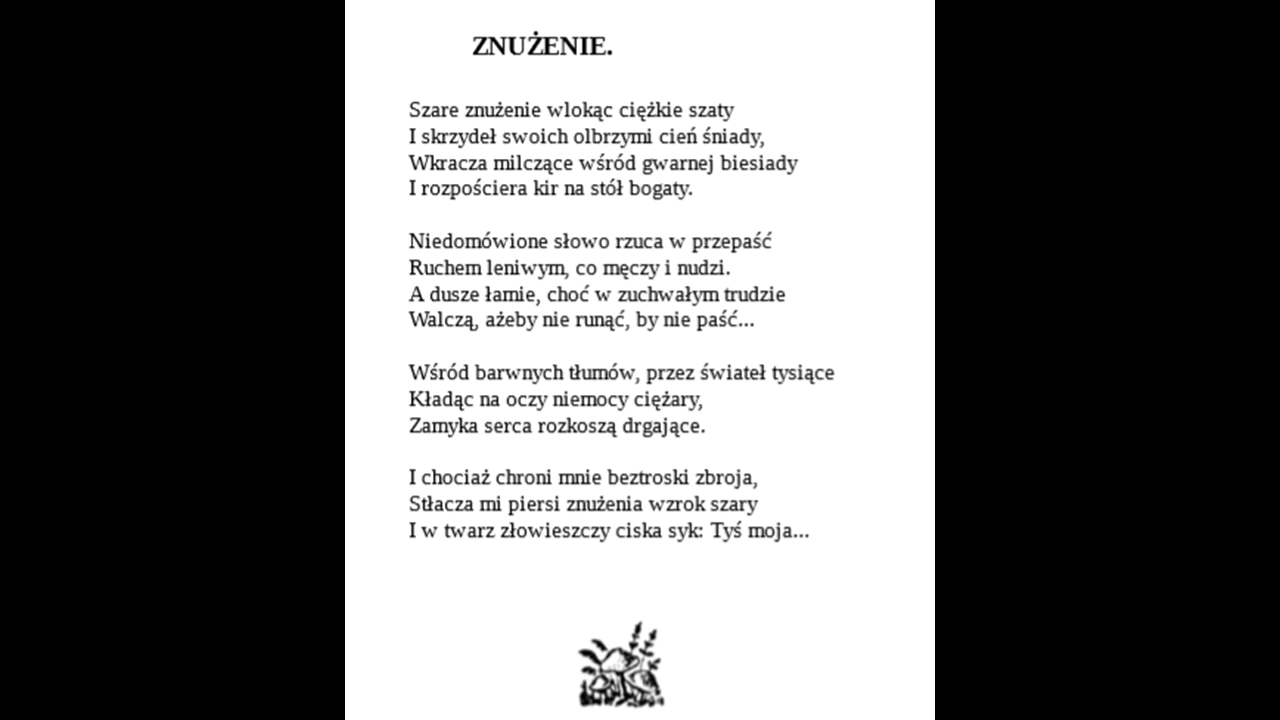 ZNUŻENIE.
Szare znużenie wlokąc ciężkie szaty
I skrzydeł swoich olbrzymi cień śniady,
Wkracza milczące wśród gwarnej biesiady
I rozpościera kir na stół bogaty.
Niedomówione słowo rzuca w przepaść
Ruchem leniwym, co męczy i nudzi.
A dusze łamie, choć w zuchwałym trudzie
Walczą, ażeby nie runąć, by nie paść...
Wśród barwnych tłumów, przez świateł tysiące
Kładąc na oczy niemocy ciężary,
Zamyka serca rozkoszą drgające.
I chociaż chroni mnie beztroski zbroja,
Stłacza mi piersi znużenia wzrok szary
I w twarz złowieszczy ciska syk: Tyś moja...